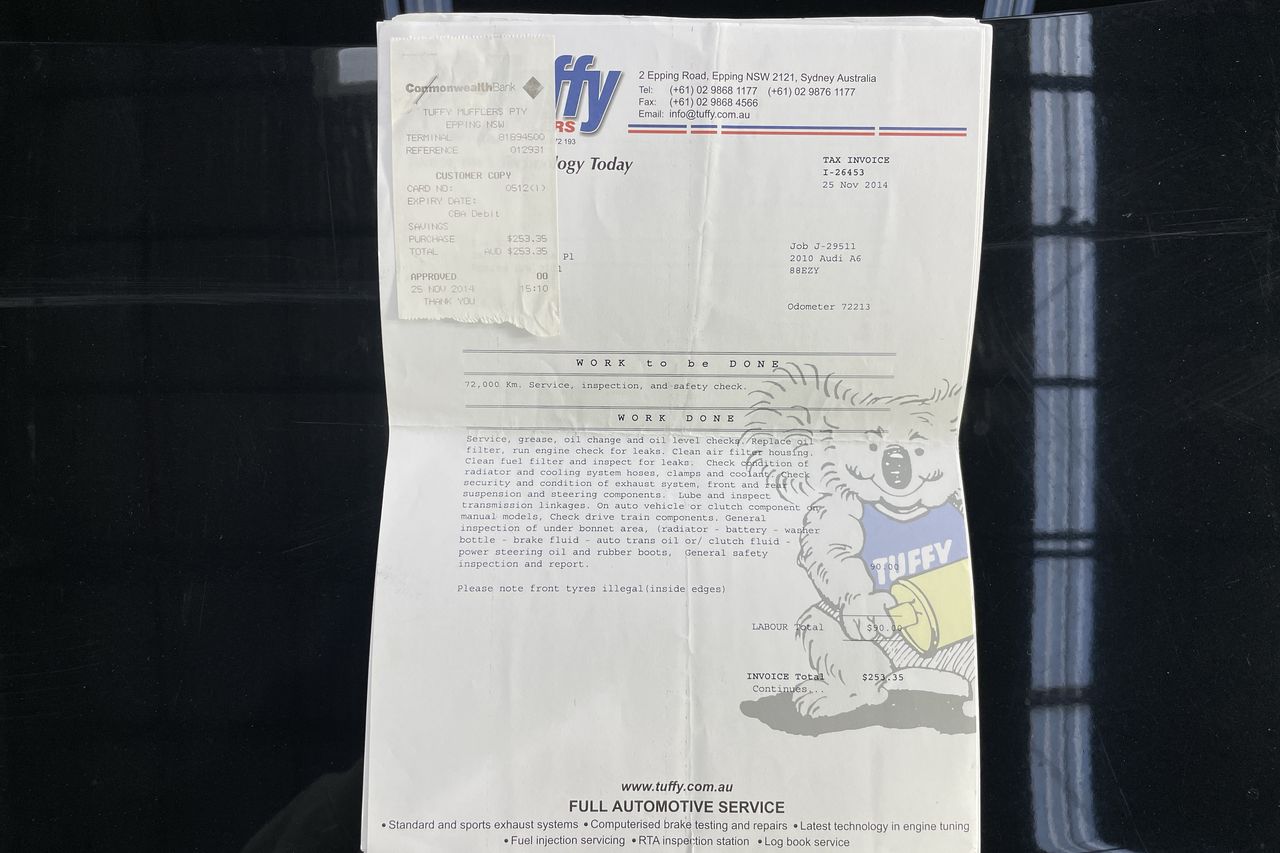 CommonwealthBank
TUFFY MUFFLERS PTY
EPPING NSW
TERMINAL 81894500
REFERENCE 012931
CUSTOMER COPY
CARD NO: 0512(1)
EXPIRY DATE:
CBA Debit
SAVINGS
PURCHASE $253.35
TOTAL AUD $253.35
APPROVED 00
25 NOV 2014 15:10
THANK YOU
ffy
RS
72 193
logy Today
2 Epping Road, Epping NSW 2121, Sydney Australia
Tel: (+61) 02 9868 1177 (+61) 02 9876 1177
Fax: (+61) 02 9868 4566
Email: info@tuffy.com.au
TAX INVOICE
I-26453
25 Nov 2014
Pl
l
Job J-29511
2010 Audi A6
88EZY
Odometer 72213
WORK to be DONE
72,000 Km. Service, inspection, and safety check.
WORK DONE
Service, grease, oil change and oil level checks. Replace oil
filter, run engine check for leaks. Clean air filter housing.
Clean fuel filter and inspect for leaks. Check condition of
radiator and cooling system hoses, clamps and coolant. Check
security and condition of exhaust system, front and rear
suspension and steering components. Lube and inspect
transmission linkages. On auto vehicle or clutch component on
manual models, Check drive train components. General
inspection of under bonnet area, (radiator - battery - washer
bottle - brake fluid - auto trans oil or/ clutch fluid -
power steering oil and rubber boots, General safety
inspection and report. 90.00
Please note front tyres illegal(inside edges)
TUFFY
LABOUR Total $90.00
INVOICE Total $253.35
Continues...
www.tuffy.com.au
FULL AUTOMOTIVE SERVICE
• Standard and sports exhaust systems • Computerised brake testing and repairs • Latest technology in engine tuning
• Fuel injection servicing • RTA inspection station • Log book service